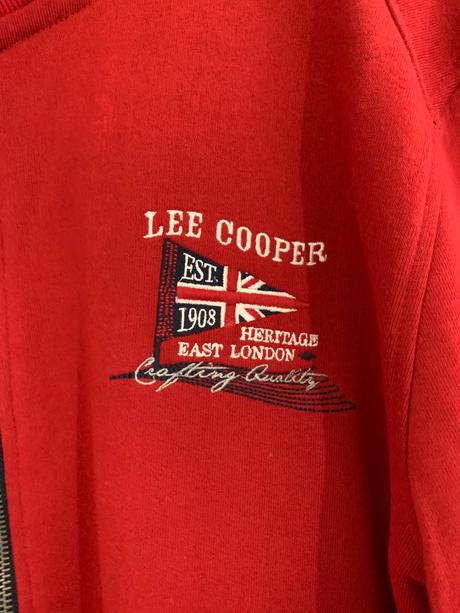 LEE COOPER
EST.
1908
HERITAGE
EAST LONDON
Crafting Quality